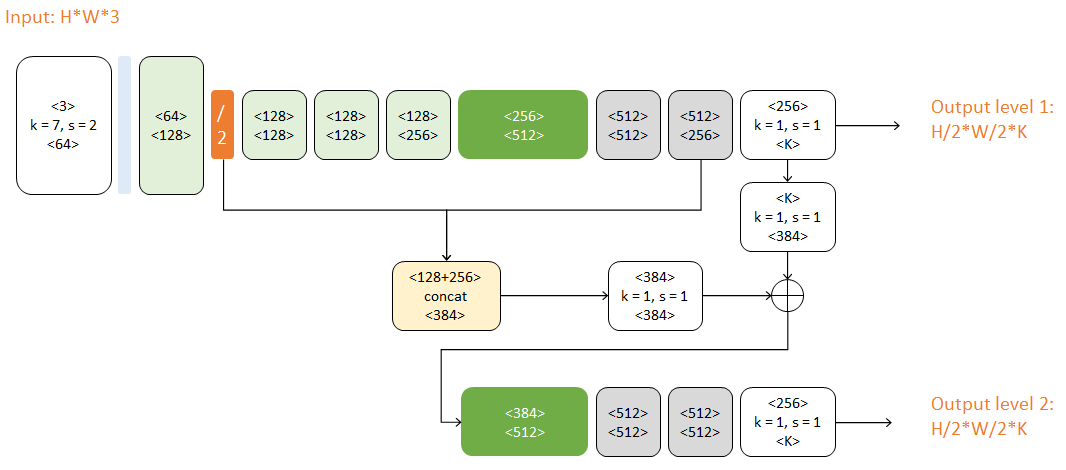 Input: H*W*3
<3>
k = 7, s = 2
<64>
<64>
<128>
/
2
<128>
<128>
<128>
<128>
<128>
<256>
<256>
<512>
<512>
<512>
<512>
<256>
<256>
k = 1, s = 1
<K>
Output level 1:
H/2*W/2*K
<K>
k = 1, s = 1
<384>
<128+256>
concat
<384>
<384>
k = 1, s = 1
<384>
<384>
<512>
<512>
<512>
<512>
<512>
<256>
k = 1, s = 1
<K>
Output level 2:
H/2*W/2*K